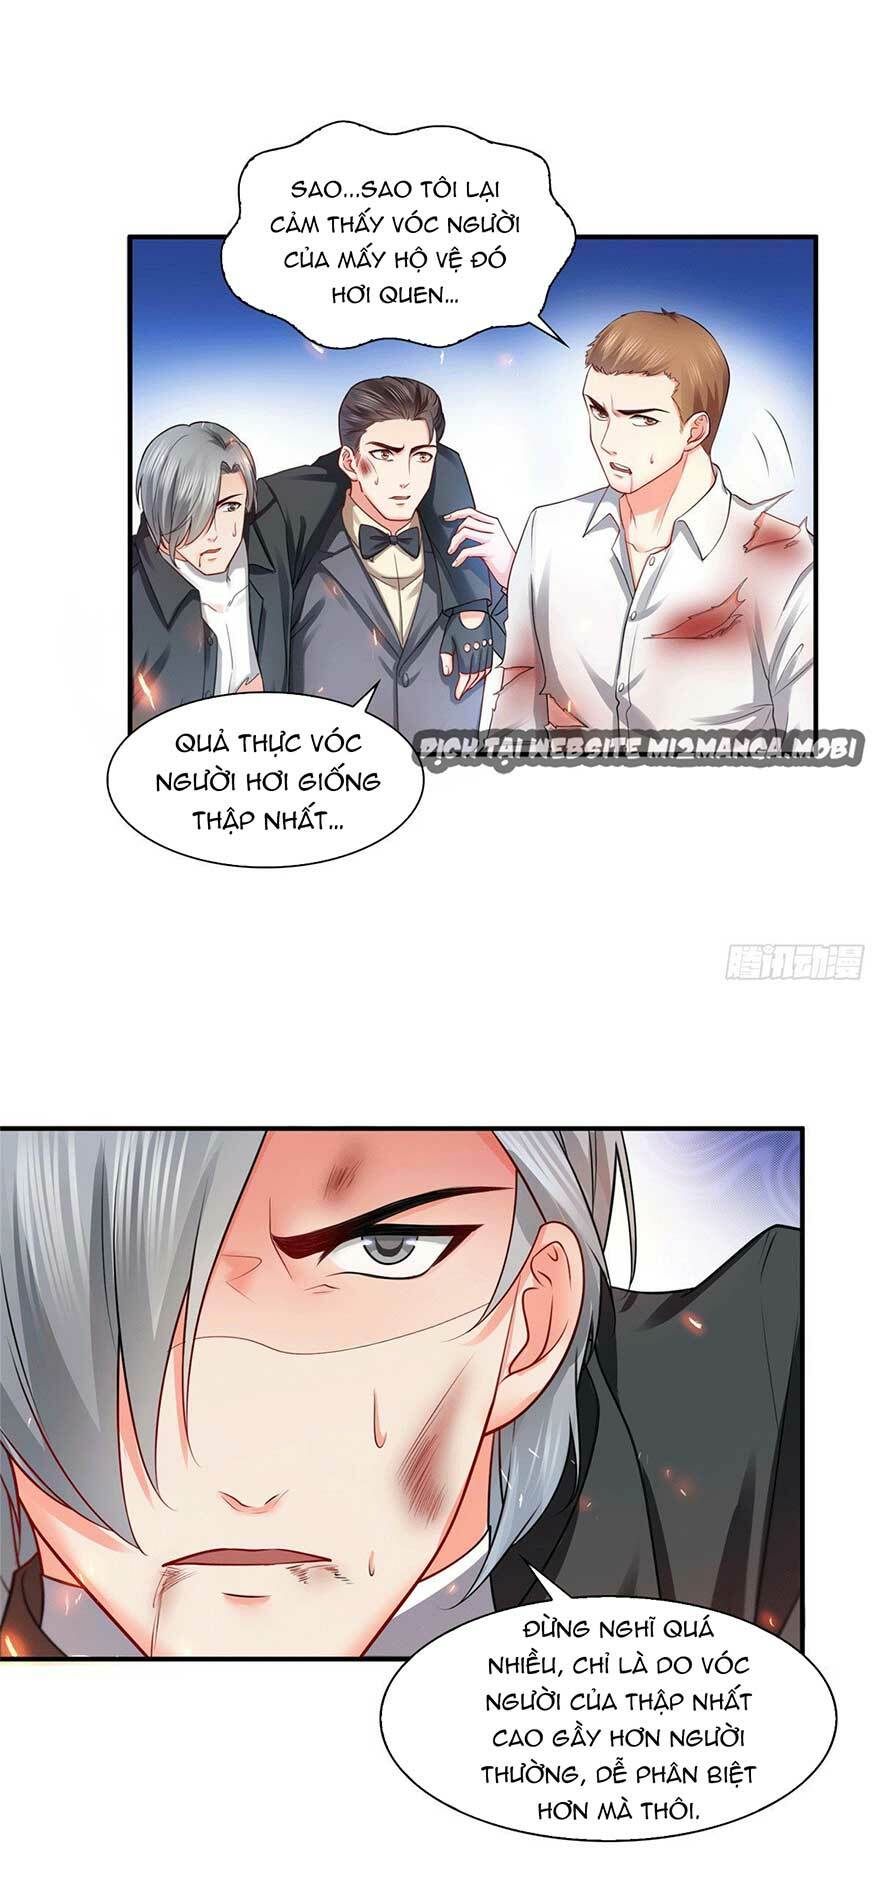 SAO...SAO TÔI LẠI
CẢM THẤY VÓC NGƯỜI
CỦA MẤY HỘ VỆ ĐÓ
HƠI QUEN...
QUẢ THỰC VÓC
NGƯỜI HƠI GIỐNG
THẬP NHẤT...
DỊCH TẠI WEBSITE MI2MANGA.MOBI
腾讯动漫
ĐỪNG NGHĨ QUÁ
NHIỀU, CHỈ LÀ DO VÓC
NGƯỜI CỦA THẬP NHẤT
CAO GẦY HƠN NGƯỜI
THƯỜNG, DỄ PHÂN BIỆT
HƠN MÀ THÔI.